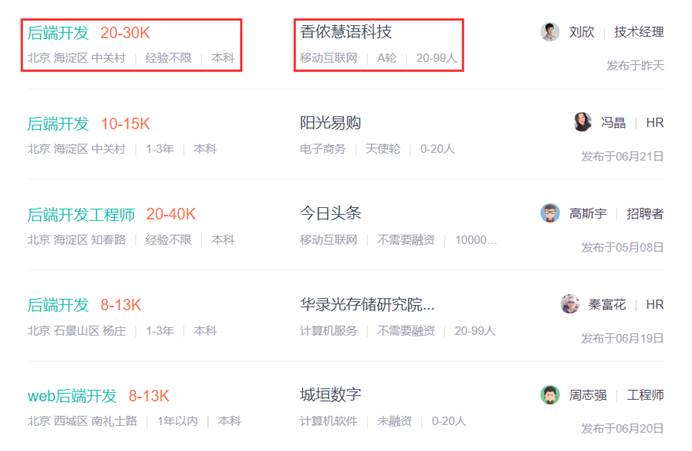 后端开发 20-30K 香侬慧语科技 刘欣 | 技术经理
北京 海淀区 中关村 | 经验不限 | 本科 移动互联网 | A轮 | 20-99人 发布于昨天
后端开发 10-15K 阳光易购 冯晶 | HR
北京 海淀区 中关村 | 1-3年 | 本科 电子商务 | 天使轮 | 0-20人 发布于06月21日
后端开发工程师 20-40K 今日头条 高斯宇 | 招聘者
北京 海淀区 知春路 | 经验不限 | 本科 移动互联网 | 不需要融资 | 10000... 发布于05月08日
后端开发 8-13K 华录光存储研究院... 秦富花 | HR
北京 石景山区 杨庄 | 1-3年 | 本科 计算机服务 | 不需要融资 | 20-99人 发布于06月19日
web后端开发 8-13K 城垣数字 周志强 | 工程师
北京 西城区 南礼士路 | 1年以内 | 本科 计算机软件 | 未融资 | 0-20人 发布于06月20日